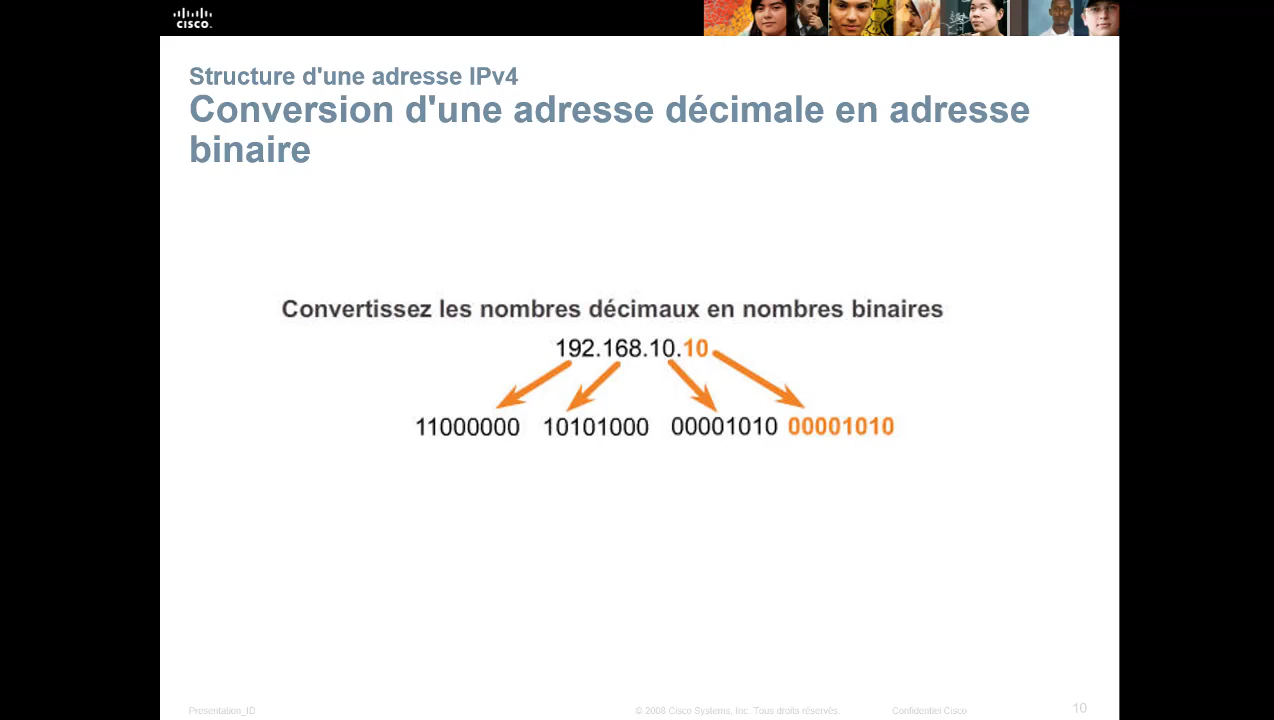 CISCO.
Structure d'une adresse IPv4
Conversion d'une adresse décimale en adresse
binaire
Convertissez les nombres décimaux en nombres binaires
192.168.10.10
11000000 10101000 00001010 00001010
Presentation_ID © 2008 Cisco Systems, Inc. Tous droits réservés. Confidentiel Cisco 10